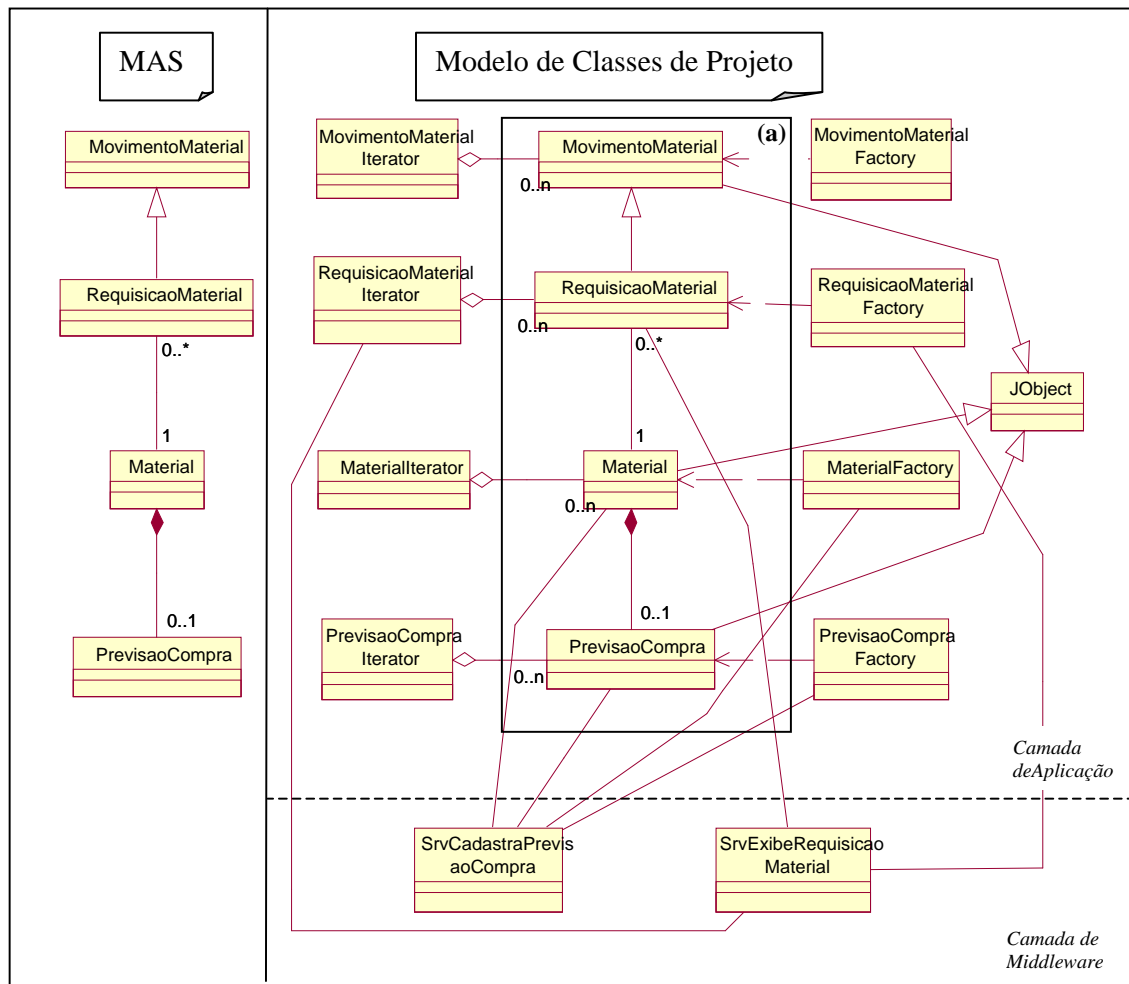 MAS
Modelo de Classes de Projeto
MovimentoMaterial
RequisicaoMaterial
0..*
1
Material
0..1
PrevisaoCompra
(a)
MovimentoMaterial
Iterator
MovimentoMaterial
0..n
MovimentoMaterial
Factory
RequisicaoMaterial
Iterator
RequisicaoMaterial
0..n
0..*
RequisicaoMaterial
Factory
JObject
1
MaterialIterator
Material
0..n
MaterialFactory
0..1
PrevisaoCompra
Iterator
PrevisaoCompra
0..n
PrevisaoCompra
Factory
Camada
deAplicação
SrvCadastraPrevis
aoCompra
SrvExibeRequisicao
Material
Camada de
Middleware